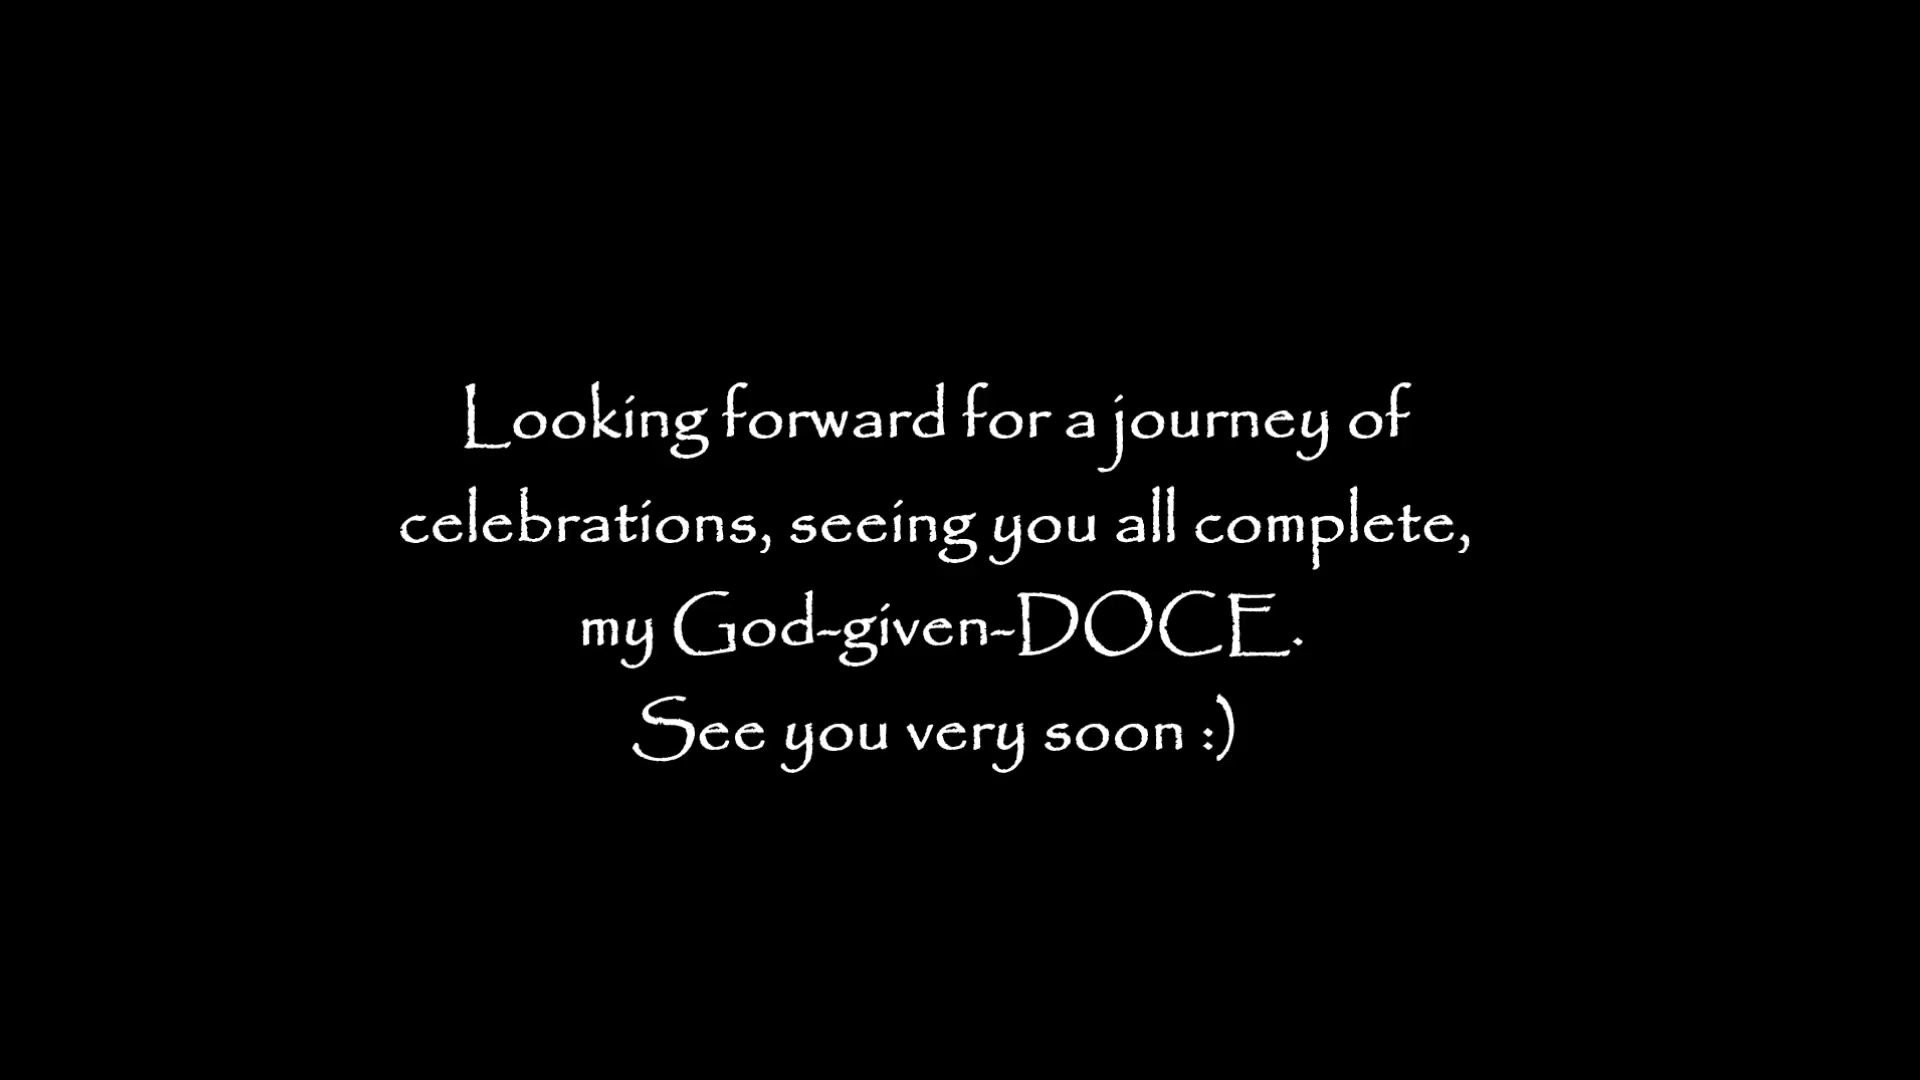 Looking forward for a journey of
celebrations, seeing you all complete,
my God-given-DOCE.
See you very soon :)